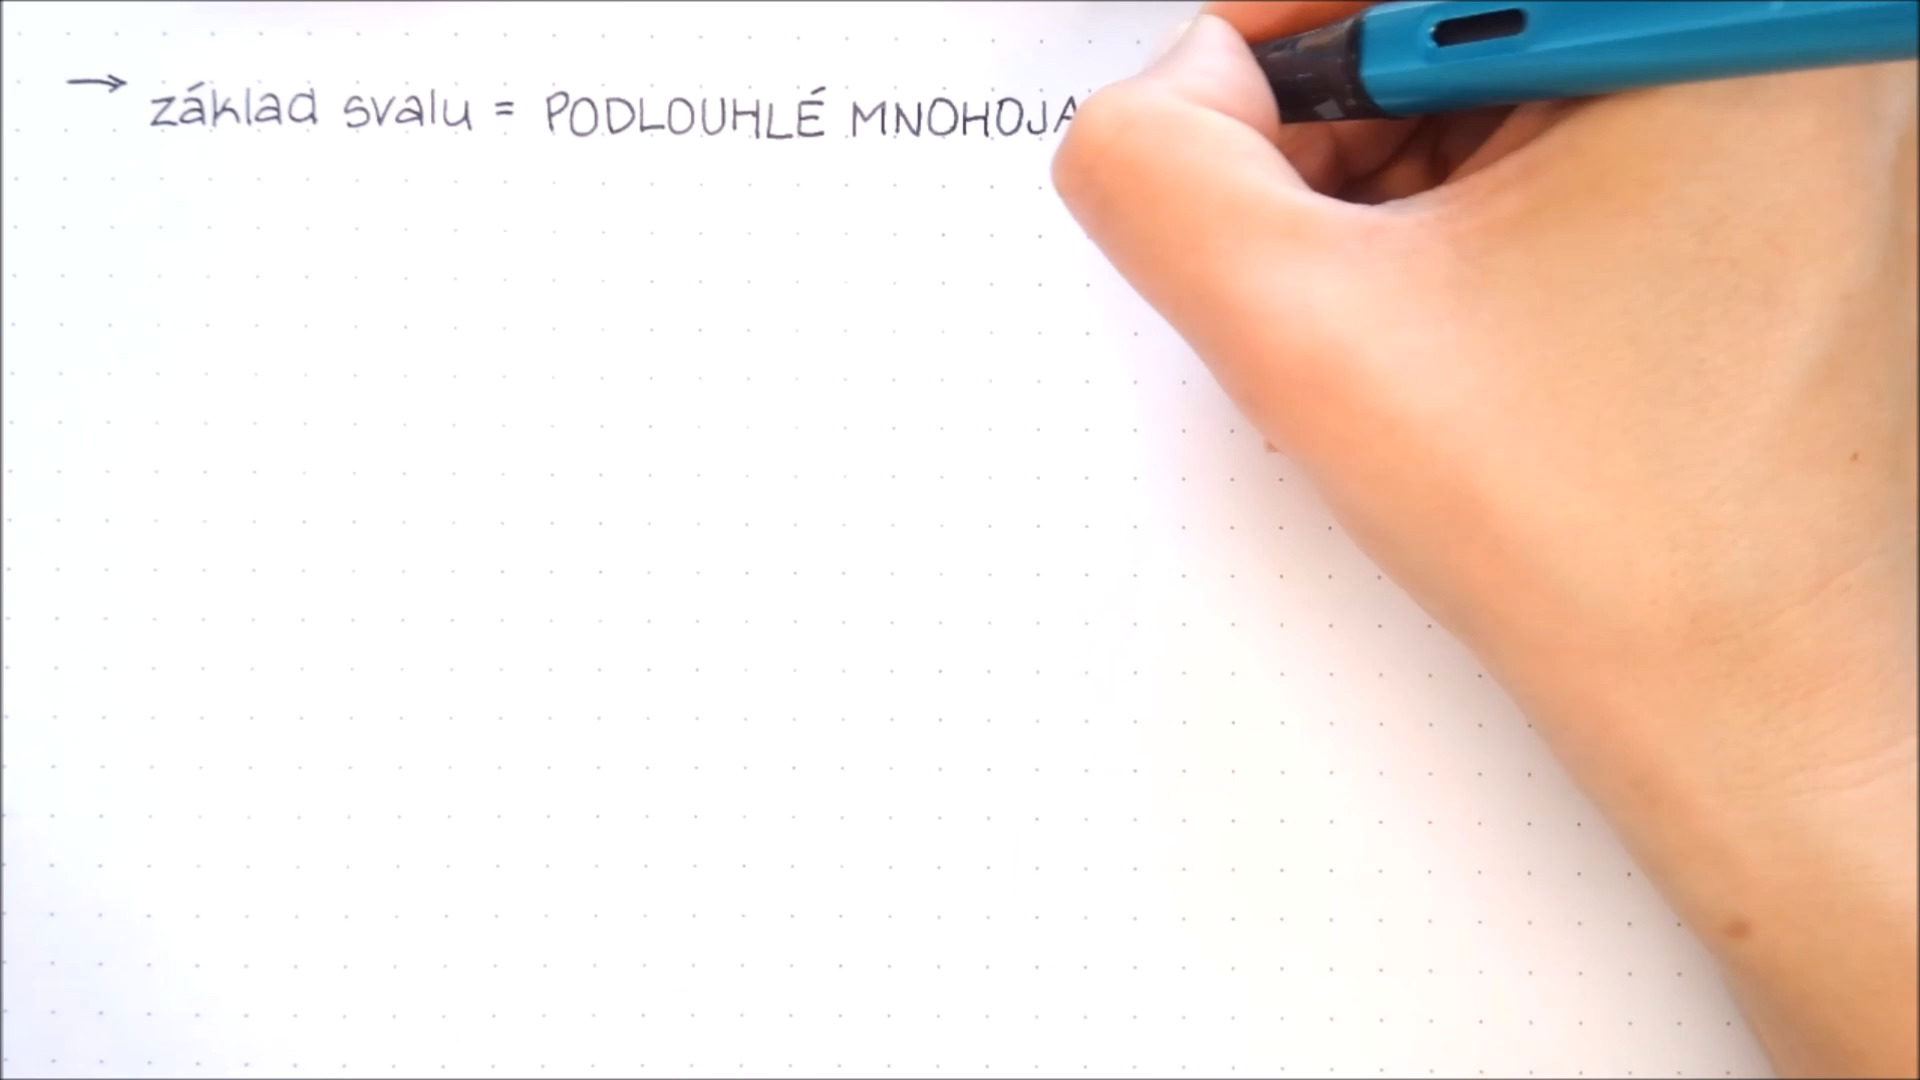 → základ svalu = PODLOUHLÉ MNOHOJA